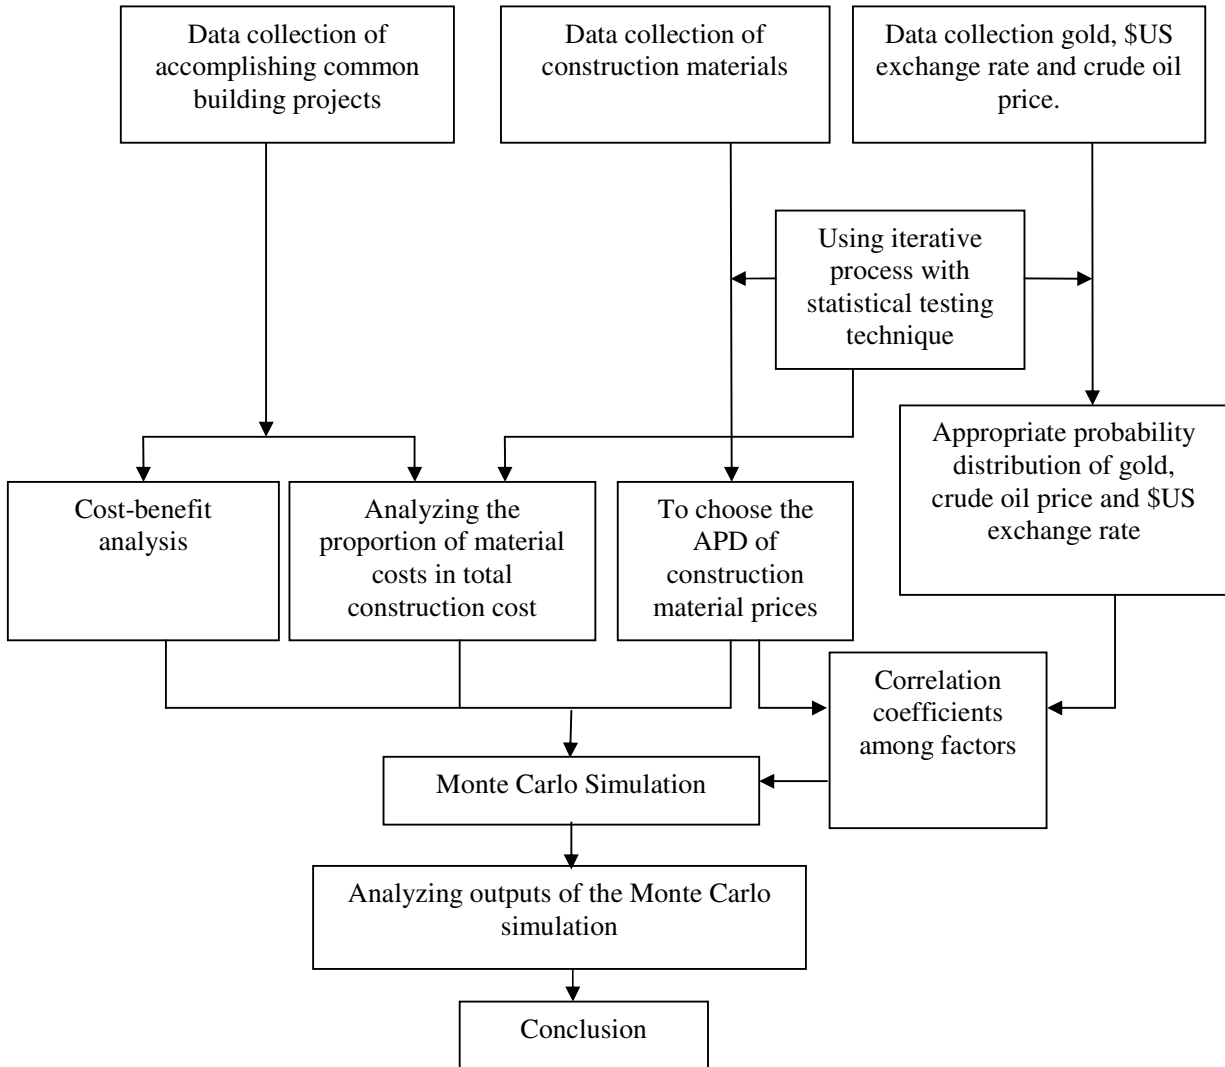 Data collection of
accomplishing common
building projects
Data collection of
construction materials
Data collection gold, $US
exchange rate and crude oil
price.
Using iterative
process with
statistical testing
technique
Appropriate probability
distribution of gold,
crude oil price and $US
exchange rate
Cost-benefit
analysis
Analyzing the
proportion of material
costs in total
construction cost
To choose the
APD of
construction
material prices
Correlation
coefficients
among factors
Monte Carlo Simulation
Analyzing outputs of the Monte Carlo
simulation
Conclusion